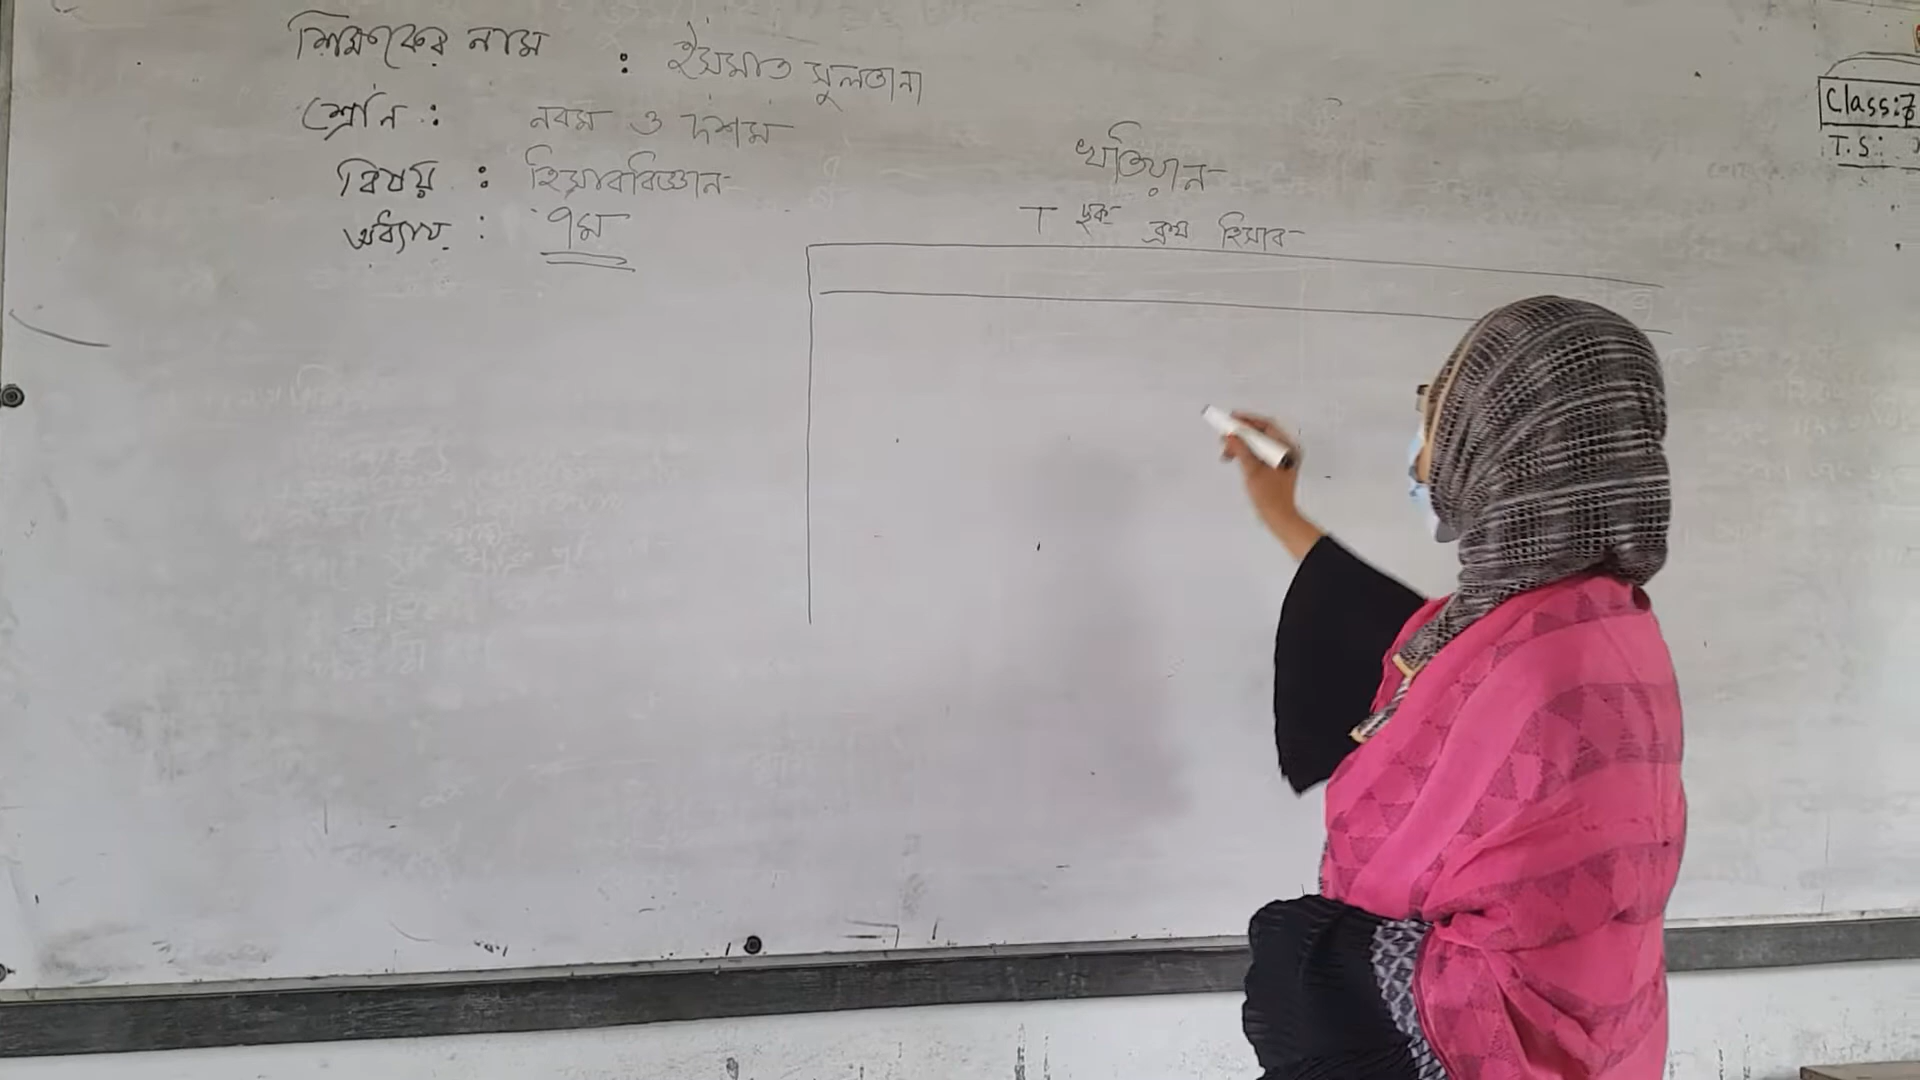 শিক্ষকের নাম : ইসমাত সুলতানা
শ্রেনি : নবম ও দশম
বিষয় : হিসাববিজ্ঞান
অধ্যায় : ৭ম
খতিয়ান
T ছক ক্রয় হিসাব
Class:
T.S: